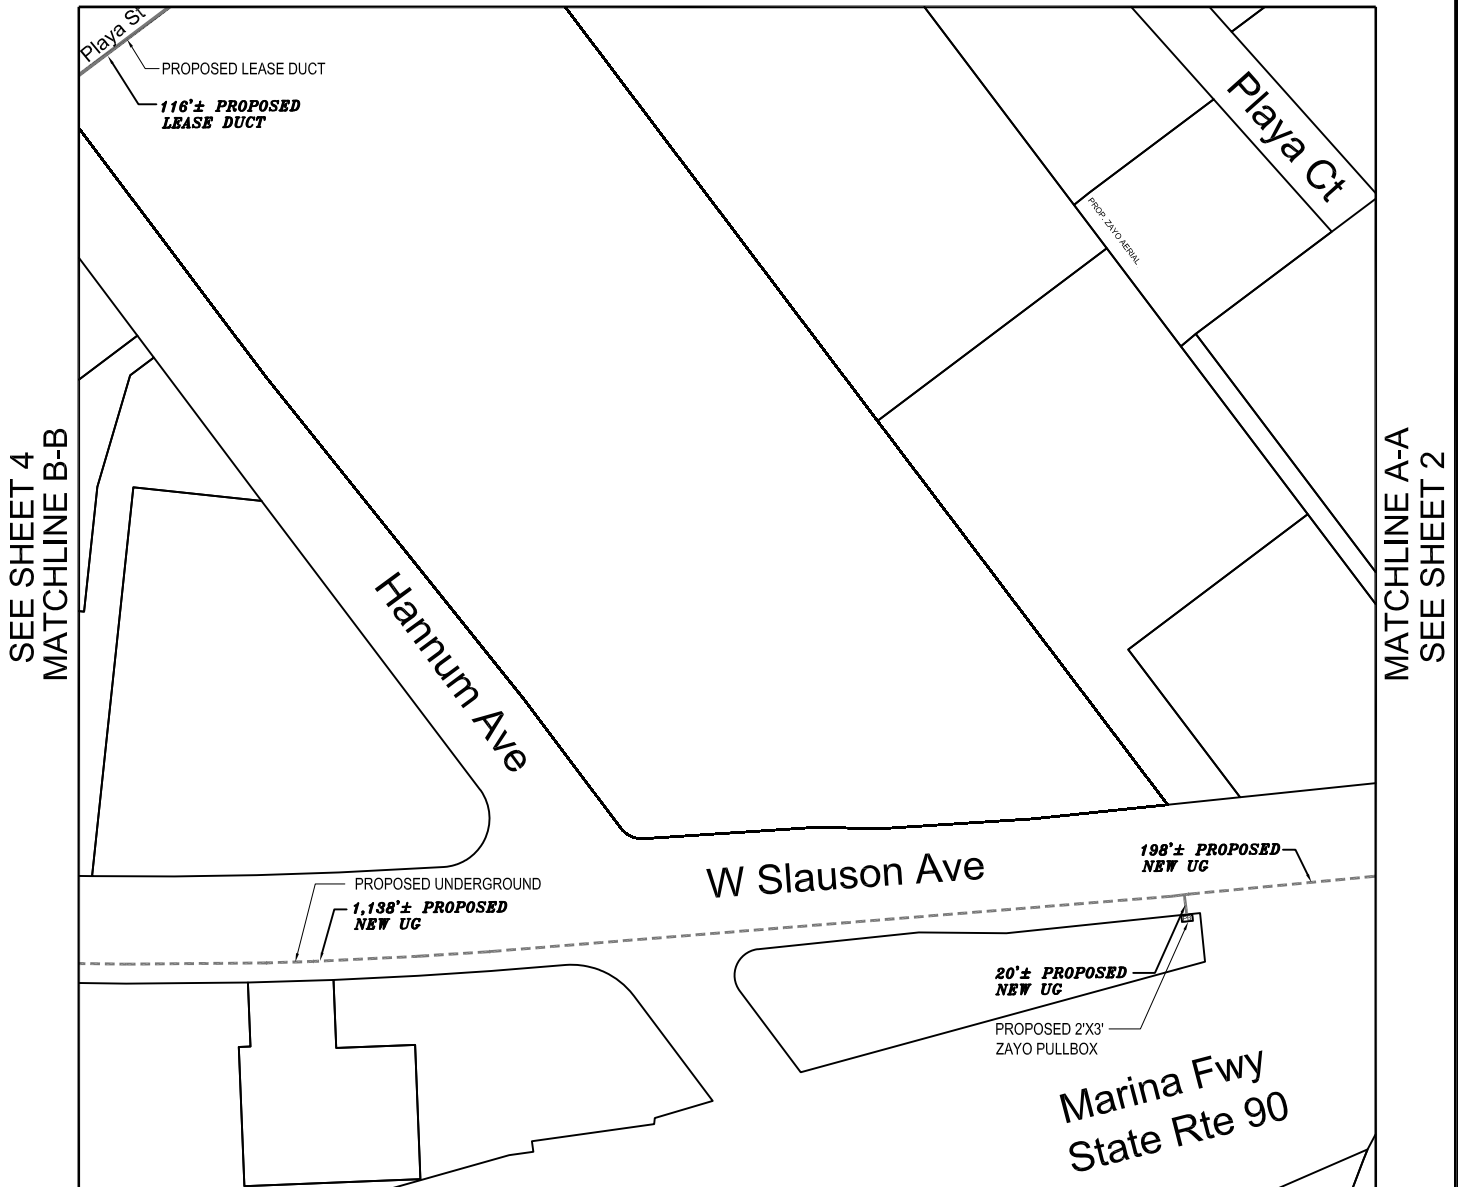 Playa St
PROPOSED LEASE DUCT
116'± PROPOSED
LEASE DUCT
Playa Ct
PROP. ZAYO AERIAL
SEE SHEET 4
MATCHLINE B-B
MATCHLINE A-A
SEE SHEET 2
Hannum Ave
W Slauson Ave
198'± PROPOSED
NEW UG
PROPOSED UNDERGROUND
1,138'± PROPOSED
NEW UG
20'± PROPOSED
NEW UG
PROPOSED 2'X3'
ZAYO PULLBOX
Marina Fwy
State Rte 90